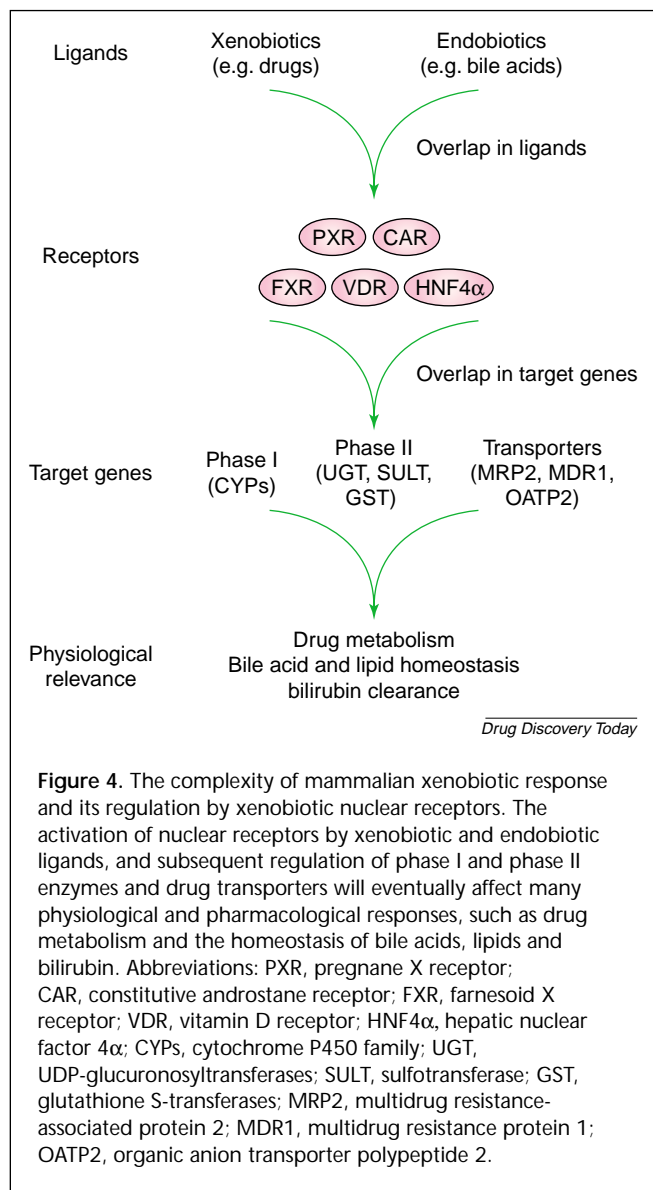 Ligands
Xenobiotics
(e.g. drugs)
Endobiotics
(e.g. bile acids)
Overlap in ligands
Receptors
PXR CAR
FXR VDR HNF4α
Overlap in target genes
Target genes
Phase I
(CYPs)
Phase II
(UGT, SULT,
GST)
Transporters
(MRP2, MDR1,
OATP2)
Physiological
relevance
Drug metabolism
Bile acid and lipid homeostasis
bilirubin clearance
Drug Discovery Today
Figure 4. The complexity of mammalian xenobiotic response
and its regulation by xenobiotic nuclear receptors. The
activation of nuclear receptors by xenobiotic and endobiotic
ligands, and subsequent regulation of phase I and phase II
enzymes and drug transporters will eventually affect many
physiological and pharmacological responses, such as drug
metabolism and the homeostasis of bile acids, lipids and
bilirubin. Abbreviations: PXR, pregnane X receptor;
CAR, constitutive androstane receptor; FXR, farnesoid X
receptor; VDR, vitamin D receptor; HNF4α, hepatic nuclear
factor 4α; CYPs, cytochrome P450 family; UGT,
UDP-glucuronosyltransferases; SULT, sulfotransferase; GST,
glutathione S-transferases; MRP2, multidrug resistance-
associated protein 2; MDR1, multidrug resistance protein 1;
OATP2, organic anion transporter polypeptide 2.